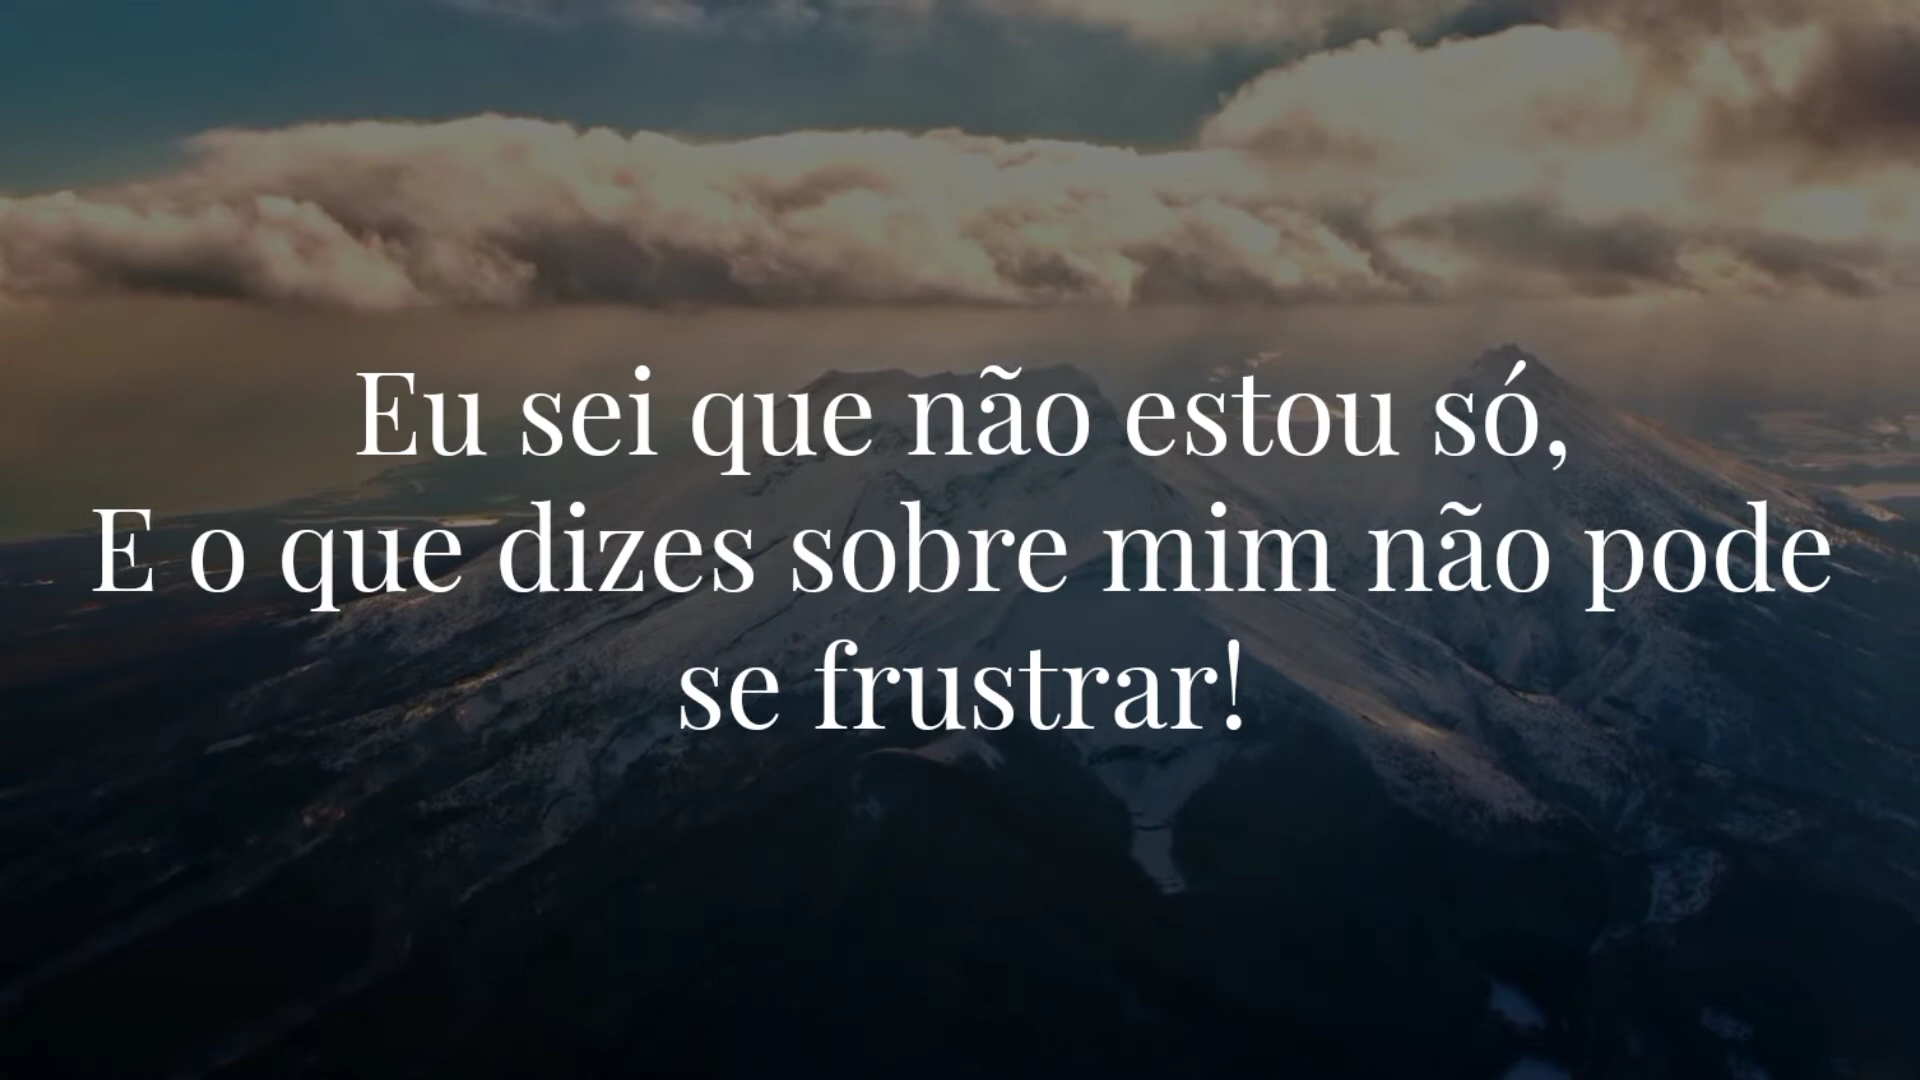 Eu sei que não estou só,
E o que dizes sobre mim não pode
se frustrar!